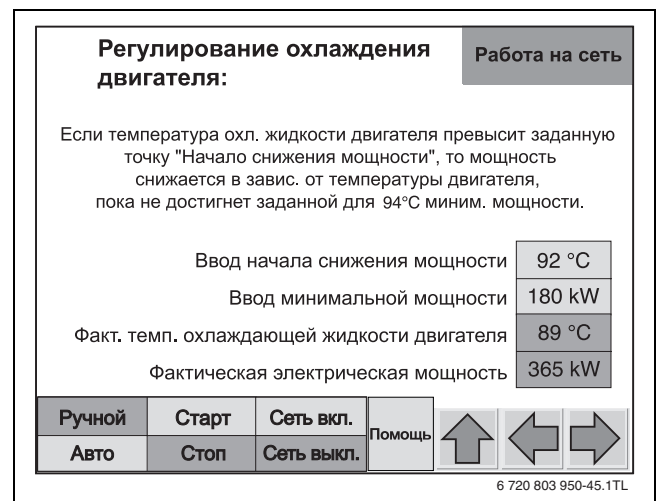 Регулирование охлаждения
двигателя:
Работа на сеть
Если температура охл. жидкости двигателя превысит заданную
точку "Начало снижения мощности", то мощность
снижается в завис. от температуры двигателя,
пока не достигнет заданной для 94°C миним. мощности.
Ввод начала снижения мощности 92 °C
Ввод минимальной мощности 180 kW
Факт. темп. охлаждающей жидкости двигателя 89 °C
Фактическая электрическая мощность 365 kW
Ручной Старт Сеть вкл. Помощь
Авто Стоп Сеть выкл.
6 720 803 950-45.1TL